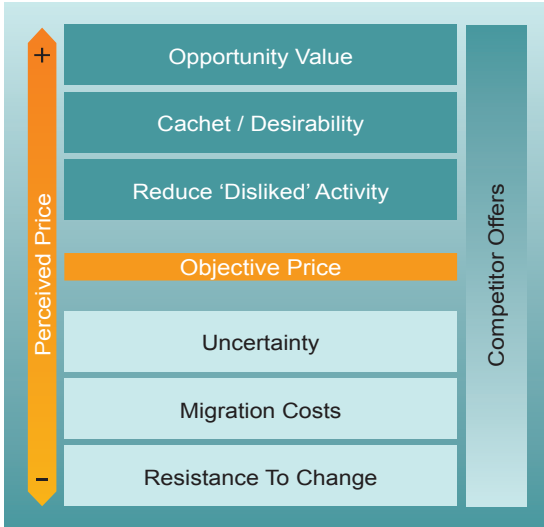 +
Perceived Price
–
Opportunity Value
Cachet / Desirability
Reduce ‘Disliked’ Activity
Objective Price
Uncertainty
Migration Costs
Resistance To Change
Competitor Offers